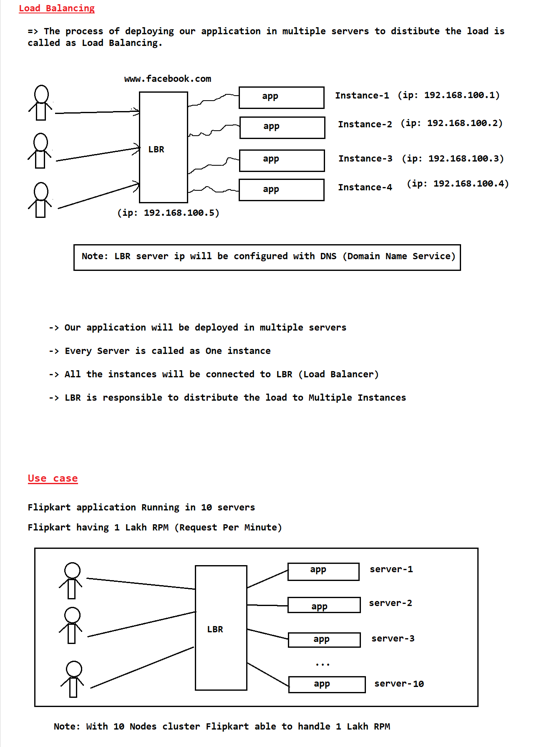 Load Balancing
=> The process of deploying our application in multiple servers to distibute the load is
called as Load Balancing.
www.facebook.com
app Instance-1 (ip: 192.168.100.1)
app Instance-2 (ip: 192.168.100.2)
LBR
app Instance-3 (ip: 192.168.100.3)
app Instance-4 (ip: 192.168.100.4)
(ip: 192.168.100.5)
Note: LBR server ip will be configured with DNS (Domain Name Service)
-> Our application will be deployed in multiple servers
-> Every Server is called as One instance
-> All the instances will be connected to LBR (Load Balancer)
-> LBR is responsible to distribute the load to Multiple Instances
Use case
Flipkart application Running in 10 servers
Flipkart having 1 Lakh RPM (Request Per Minute)
app server-1
app server-2
LBR
app server-3
...
app server-10
Note: With 10 Nodes cluster Flipkart able to handle 1 Lakh RPM